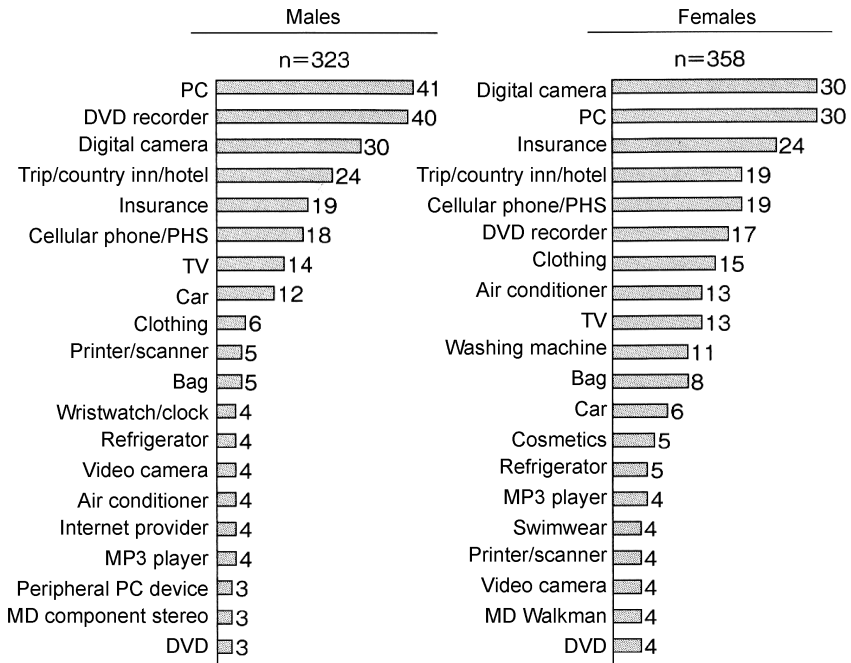 Males
n=323
PC 41
DVD recorder 40
Digital camera 30
Trip/country inn/hotel 24
Insurance 19
Cellular phone/PHS 18
TV 14
Car 12
Clothing 6
Printer/scanner 5
Bag 5
Wristwatch/clock 4
Refrigerator 4
Video camera 4
Air conditioner 4
Internet provider 4
MP3 player 4
Peripheral PC device 3
MD component stereo 3
DVD 3
Females
n=358
Digital camera 30
PC 30
Insurance 24
Trip/country inn/hotel 19
Cellular phone/PHS 19
DVD recorder 17
Clothing 15
Air conditioner 13
TV 13
Washing machine 11
Bag 8
Car 6
Cosmetics 5
Refrigerator 5
MP3 player 4
Swimwear 4
Printer/scanner 4
Video camera 4
MD Walkman 4
DVD 4